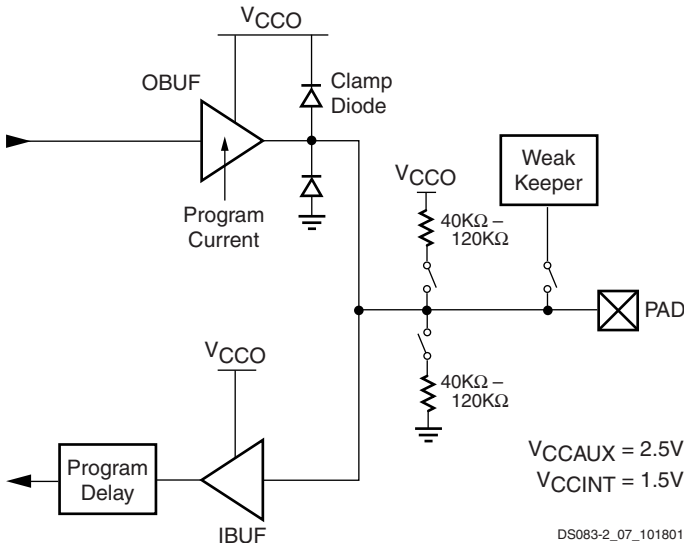 VCCO
OBUF
Clamp
Diode
Program
Current
VCCO
40KΩ –
120KΩ
Weak
Keeper
PAD
40KΩ –
120KΩ
VCCO
Program
Delay
IBUF
VCCAUX = 2.5V
VCCINT = 1.5V
DS083-2_07_101801